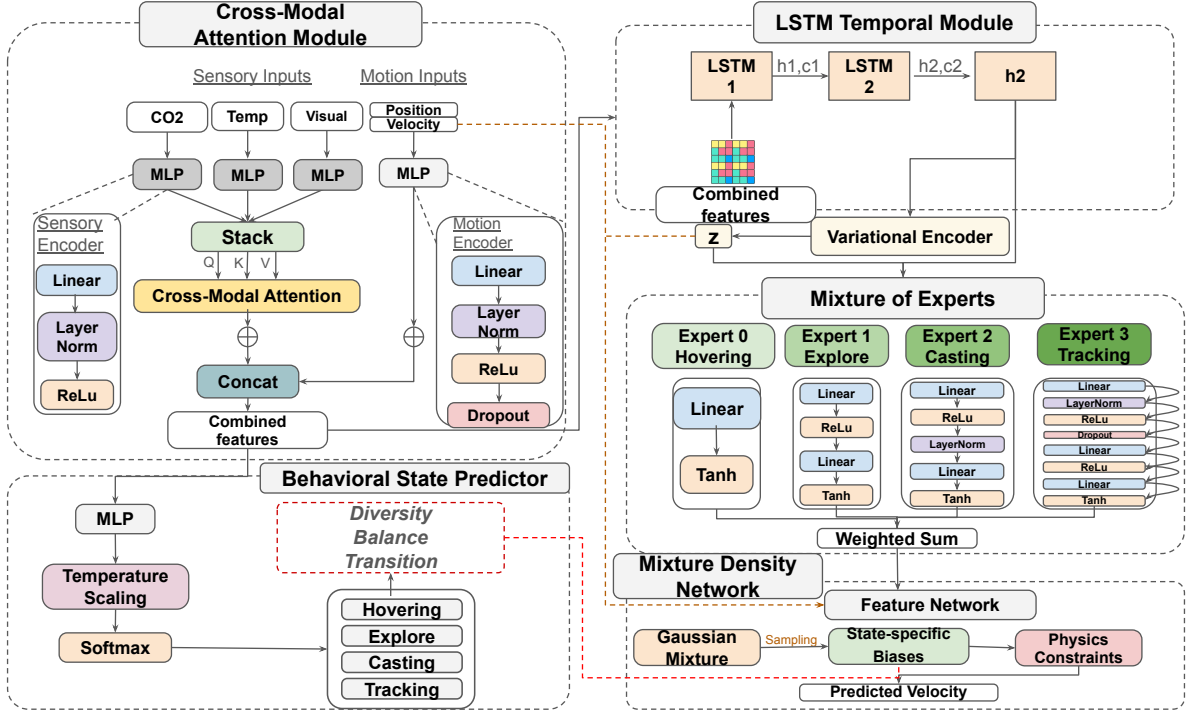 Cross-Modal
Attention Module
Sensory Inputs
Motion Inputs
CO2
Temp
Visual
Position
Velocity
MLP
MLP
MLP
MLP
Sensory
Encoder
Linear
Layer
Norm
ReLu
Stack
Q
K
V
Cross-Modal Attention
Concat
Combined
features
Motion
Encoder
Linear
Layer
Norm
ReLu
Dropout
LSTM Temporal Module
LSTM
1
h1,c1
LSTM
2
h2,c2
h2
Combined
features
z
Variational Encoder
Mixture of Experts
Expert 0
Hovering
Expert 1
Explore
Expert 2
Casting
Expert 3
Tracking
Linear
Tanh
Linear
ReLu
Linear
Tanh
Linear
ReLu
LayerNorm
Linear
Tanh
Linear
LayerNorm
ReLu
Dropout
Linear
ReLu
Linear
Tanh
Weighted Sum
Behavioral State Predictor
MLP
Temperature
Scaling
Softmax
Diversity
Balance
Transition
Hovering
Explore
Casting
Tracking
Mixture Density
Network
Feature Network
Gaussian
Mixture
Sampling
State-specific
Biases
Physics
Constraints
Predicted Velocity